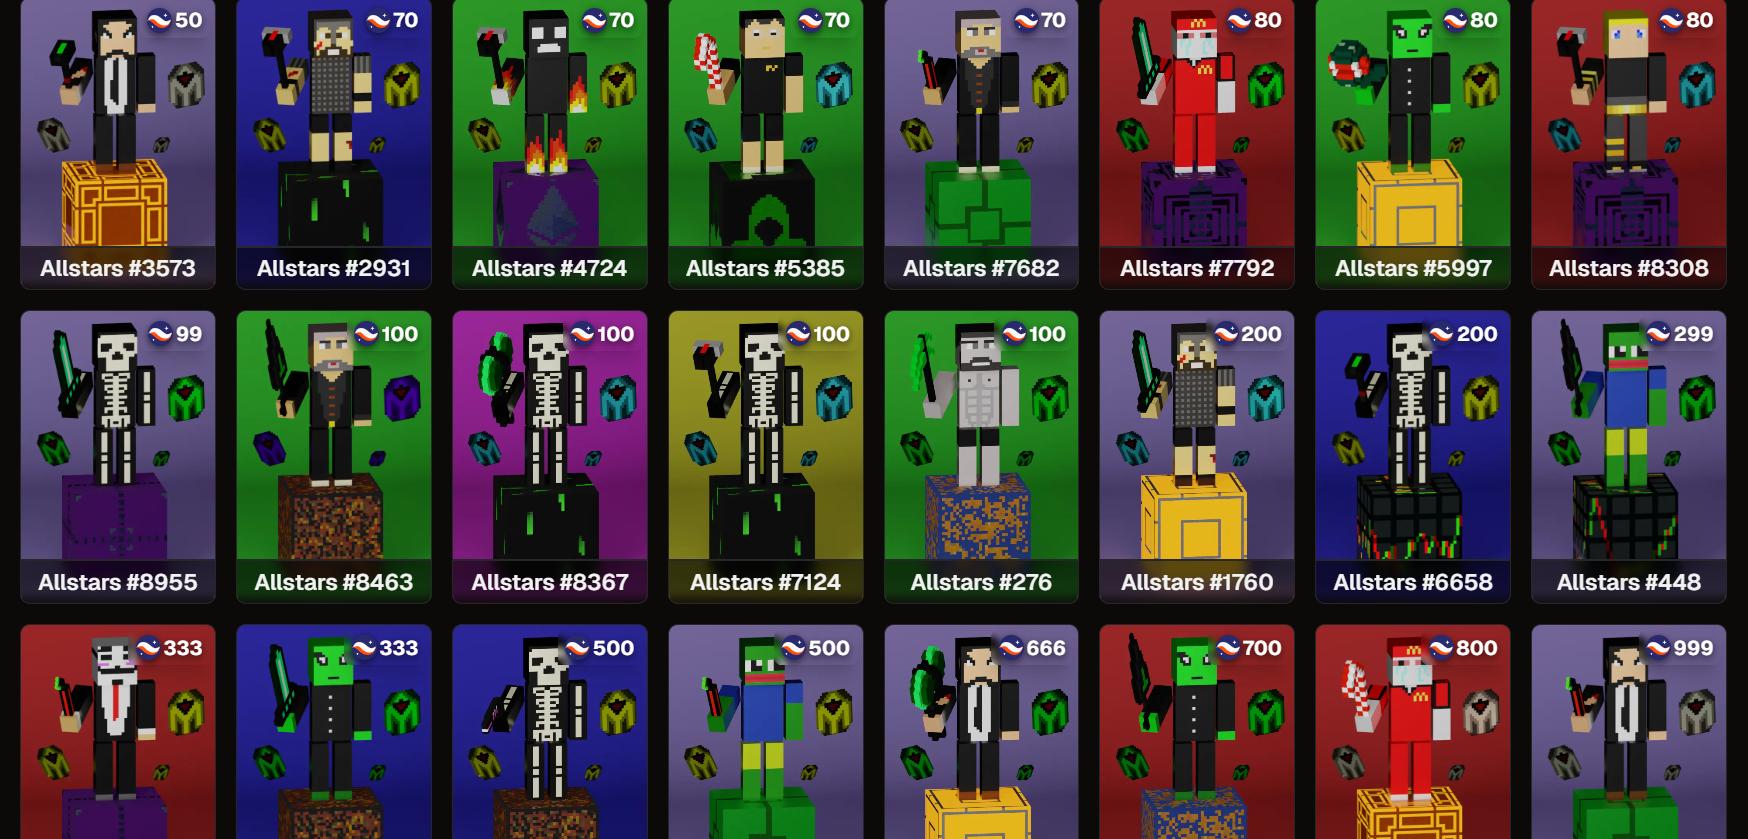 50
70
70
70
70
80
80
80
Allstars #3573
Allstars #2931
Allstars #4724
Allstars #5385
Allstars #7682
Allstars #7792
Allstars #5997
Allstars #8308
99
100
100
100
100
200
200
299
Allstars #8955
Allstars #8463
Allstars #8367
Allstars #7124
Allstars #276
Allstars #1760
Allstars #6658
Allstars #448
333
333
500
500
666
700
800
999